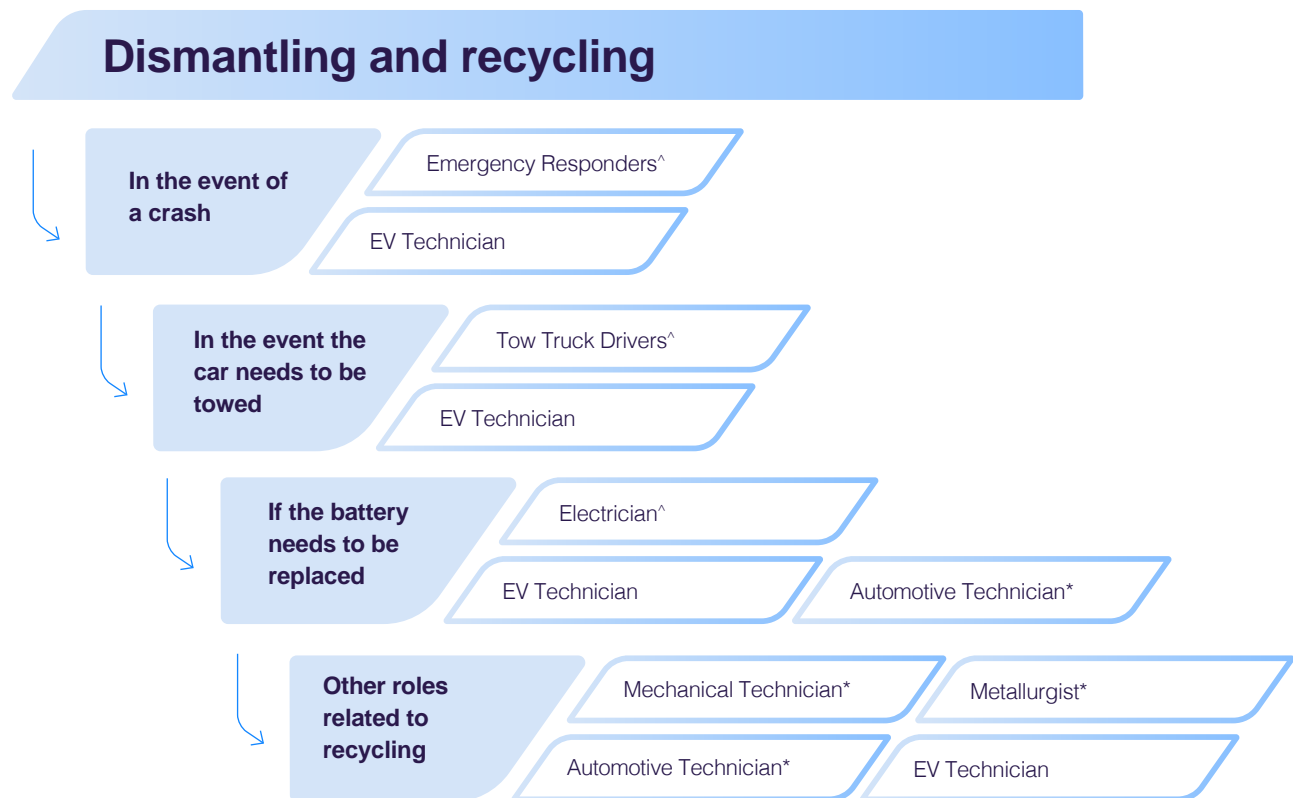 Dismantling and recycling
In the event of
a crash
Emergency Responders^
EV Technician
In the event the
car needs to be
towed
Tow Truck Drivers^
EV Technician
If the battery
needs to be
replaced
Electrician^
EV Technician
Automotive Technician*
Other roles
related to
recycling
Mechanical Technician*
Metallurgist*
Automotive Technician*
EV Technician